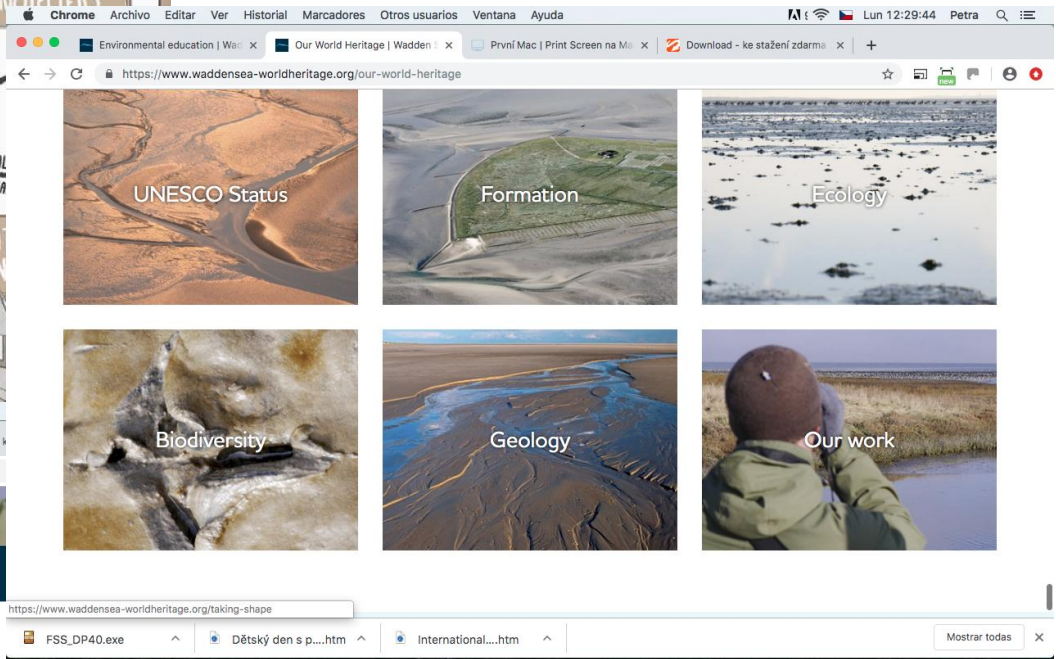 Chrome Archivo Editar Ver Historial Marcadores Otros usuarios Ventana Ayuda Lun 12:29:44 Petra
Environmental education | Wad Our World Heritage | Wadden První Mac | Print Screen na Ma Download - ke stažení zdarma
https://www.waddensea-worldheritage.org/our-world-heritage
new
UNESCO Status Formation Ecology
Biodiversity Geology Our work
https://www.waddensea-worldheritage.org/taking-shape
FSS_DP40.exe Dětský den s p....htm International....htm Mostrar todas